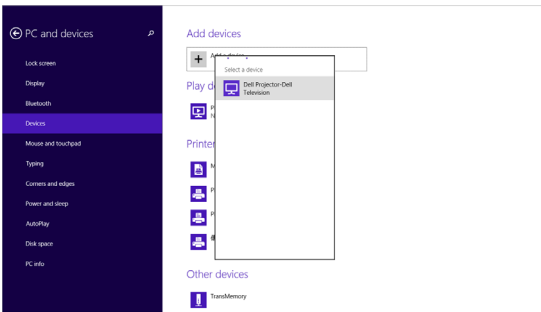 PC and devices
Lock screen
Display
Bluetooth
Devices
Mouse and touchpad
Typing
Corners and edges
Power and sleep
AutoPlay
Disk space
PC info
Add devices
Select a device
Dell Projector-Dell
Television
Play d
P
N
Printer
M
P
P
Other devices
TransMemory